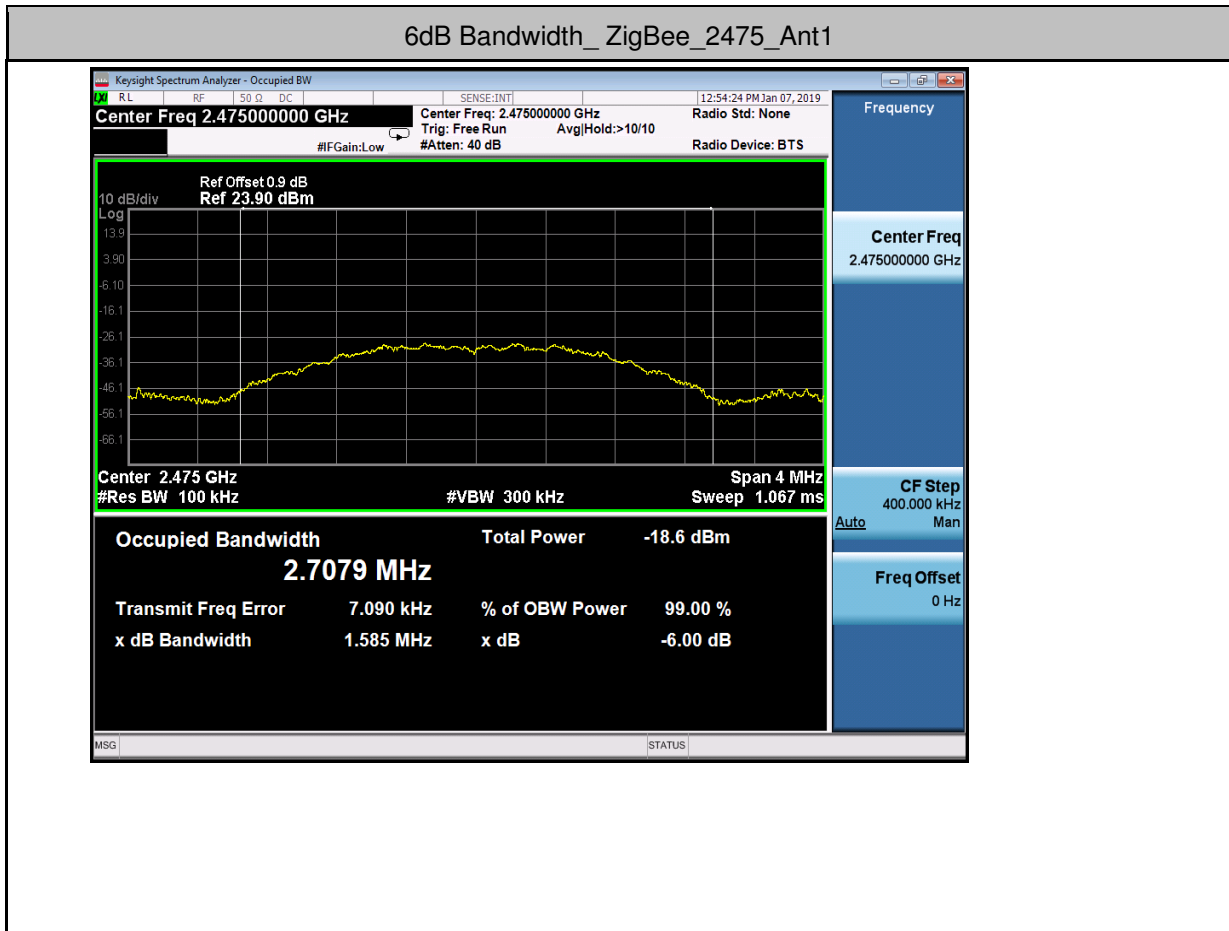 6dB Bandwidth_ ZigBee_2475_Ant1
Keysight Spectrum Analyzer - Occupied BW
LXI RL RF 50 Ω DC SENSE:INT 12:54:24 PM Jan 07, 2019
Center Freq 2.475000000 GHz
Center Freq: 2.475000000 GHz Radio Std: None
Trig: Free Run Avg|Hold:>10/10
#IFGain:Low #Atten: 40 dB Radio Device: BTS
Frequency
Ref Offset 0.9 dB
10 dB/div Ref 23.90 dBm
Log
13.9
3.90
-6.10
-16.1
-26.1
-36.1
-46.1
-56.1
-66.1
Center 2.475 GHz Span 4 MHz
#Res BW 100 kHz #VBW 300 kHz Sweep 1.067 ms
Occupied Bandwidth Total Power -18.6 dBm
2.7079 MHz
Transmit Freq Error 7.090 kHz % of OBW Power 99.00 %
x dB Bandwidth 1.585 MHz x dB -6.00 dB
Center Freq
2.475000000 GHz
CF Step
400.000 kHz
Auto Man
Freq Offset
0 Hz
MSG STATUS